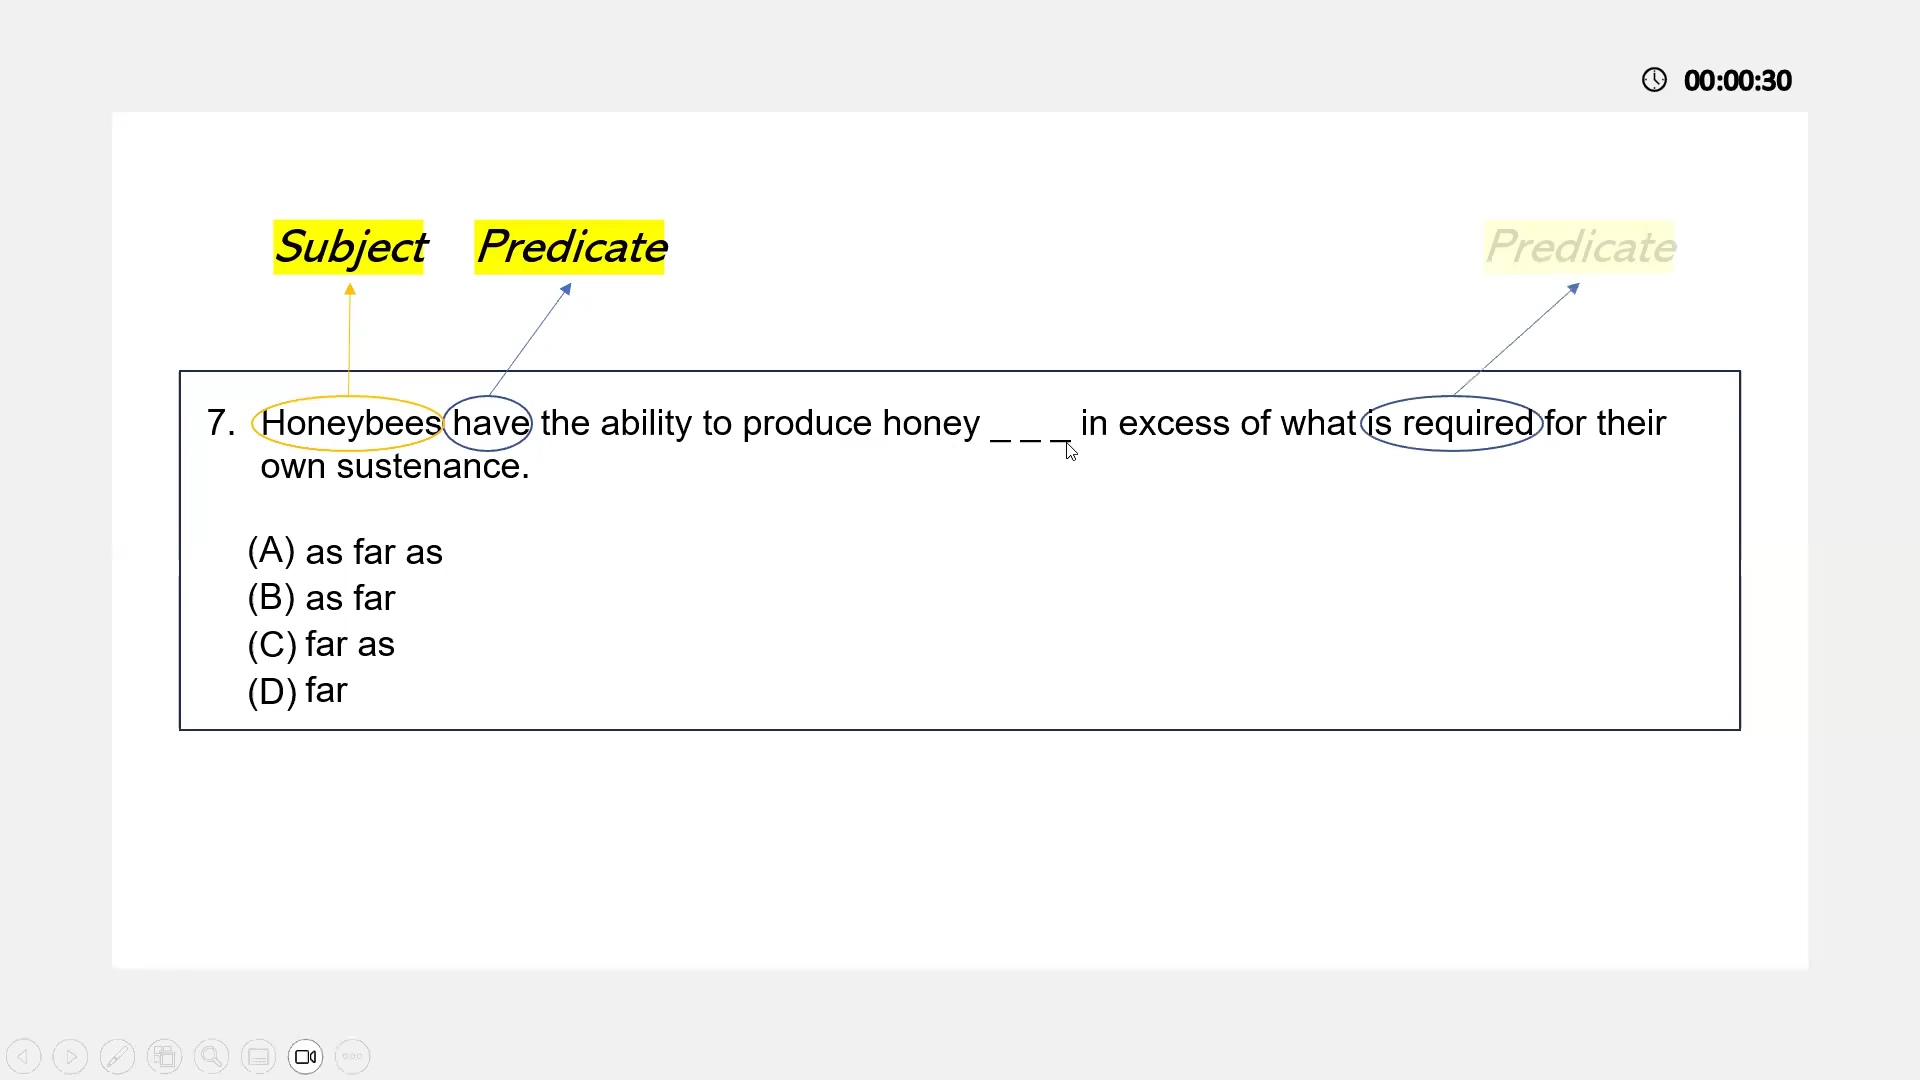 00:00:30
Subject Predicate Predicate
7. Honeybees have the ability to produce honey _ _ _ in excess of what is required for their
own sustenance.
(A) as far as
(B) as far
(C) far as
(D) far